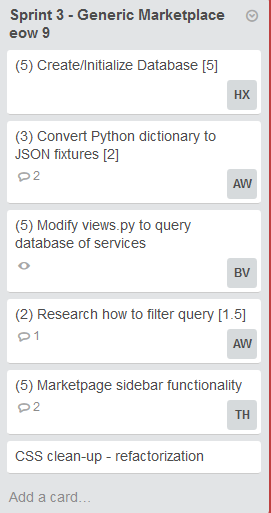 Sprint 3 - Generic Marketplace
eow 9
(5) Create/Initialize Database [5]
HX
(3) Convert Python dictionary to
JSON fixtures [2]
2
AW
(5) Modify views.py to query
database of services
BV
(2) Research how to filter query [1.5]
1
AW
(5) Marketpage sidebar functionality
2
TH
CSS clean-up - refactorization
Add a card...